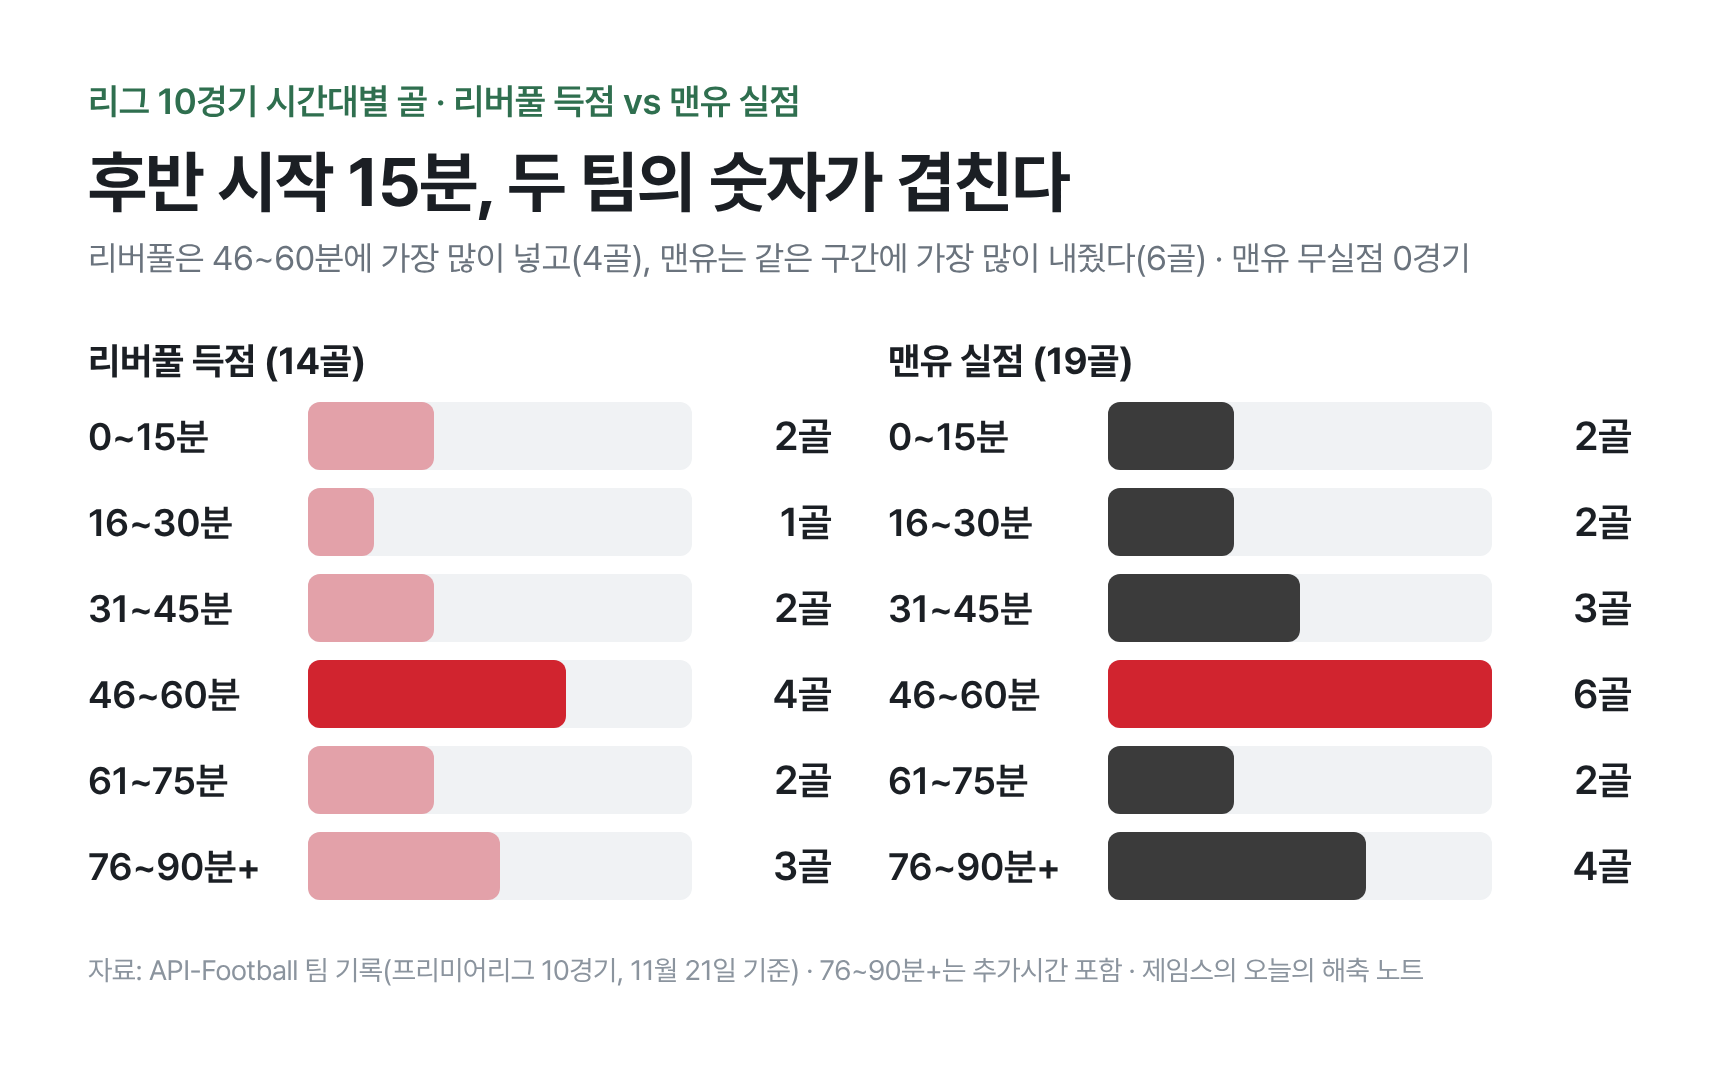 리그 10경기 시간대별 골 · 리버풀 득점 vs 맨유 실점
후반 시작 15분, 두 팀의 숫자가 겹친다
리버풀은 46~60분에 가장 많이 넣고(4골), 맨유는 같은 구간에 가장 많이 내줬다(6골) · 맨유 무실점 0경기
리버풀 득점 (14골)
0~15분 2골
16~30분 1골
31~45분 2골
46~60분 4골
61~75분 2골
76~90분+ 3골
맨유 실점 (19골)
0~15분 2골
16~30분 2골
31~45분 3골
46~60분 6골
61~75분 2골
76~90분+ 4골
자료: API-Football 팀 기록(프리미어리그 10경기, 11월 21일 기준) · 76~90분+는 추가시간 포함 · 제임스의 오늘의 해축 노트